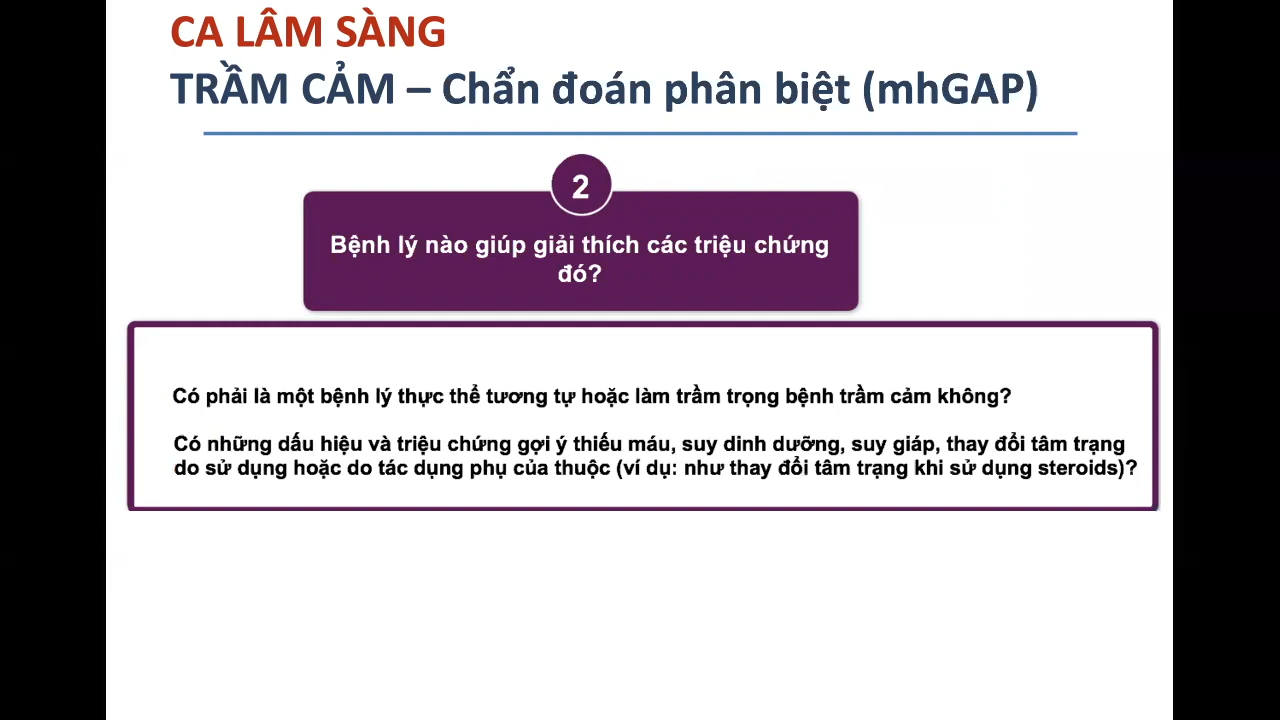 CA LÂM SÀNG
TRẦM CẢM – Chẩn đoán phân biệt (mhGAP)
2
Bệnh lý nào giúp giải thích các triệu chứng
đó?
Có phải là một bệnh lý thực thể tương tự hoặc làm trầm trọng bệnh trầm cảm không?
Có những dấu hiệu và triệu chứng gợi ý thiếu máu, suy dinh dưỡng, suy giáp, thay đổi tâm trạng
do sử dụng hoặc do tác dụng phụ của thuộc (ví dụ: như thay đổi tâm trạng khi sử dụng steroids)?